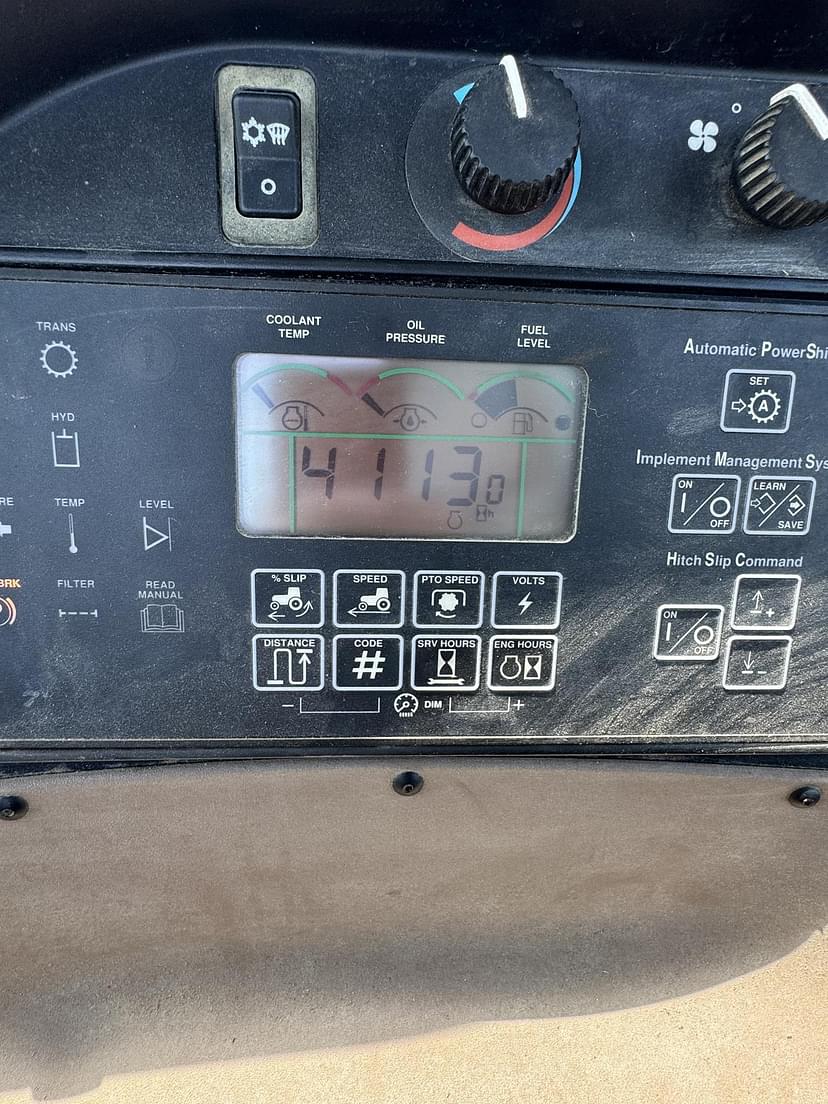 COOLANT
TEMP
OIL
PRESSURE
FUEL
LEVEL
TRANS
HYD
TEMP
LEVEL
FILTER
READ
MANUAL
RE
BRK
41130
h
% SLIP
SPEED
PTO SPEED
VOLTS
DISTANCE
CODE
#
SRV HOURS
ENG HOURS
− DIM +
Automatic PowerShi
SET
A
Implement Management Sys
ON
OFF
LEARN
SAVE
Hitch Slip Command
ON
OFF
+
−